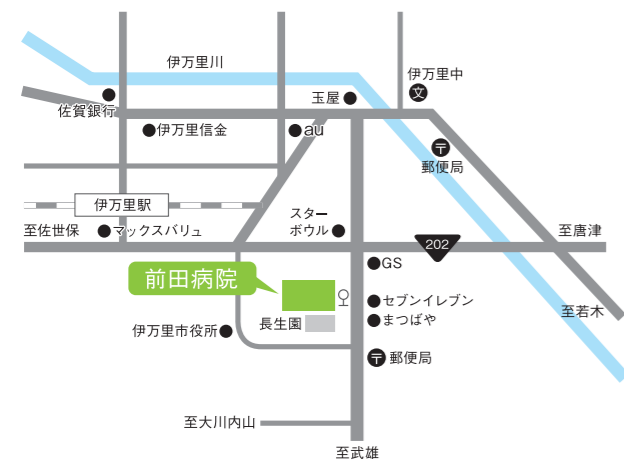 伊万里川
伊万里中
文
玉屋
佐賀銀行
伊万里信金
au
〒
郵便局
伊万里駅
スター
ボウル
至佐世保
マックスバリュ
202
至唐津
GS
前田病院
セブンイレブン
長生園
まつばや
至若木
伊万里市役所
〒
郵便局
至大川内山
至武雄